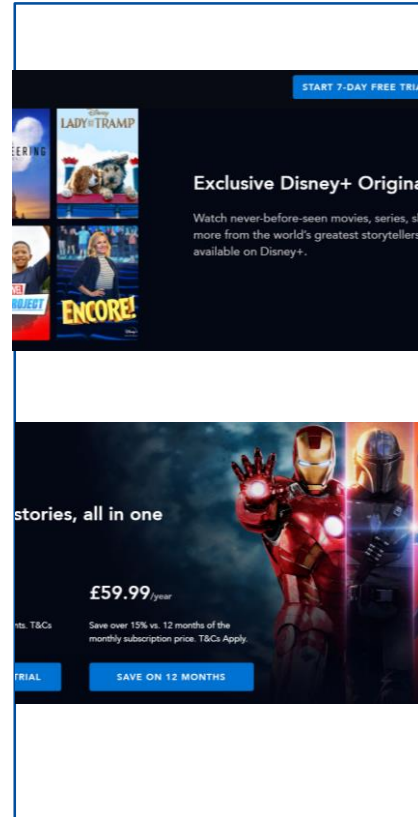 START 7-DAY FREE TRIA
EERING
Disney
LADY AND THE TRAMP
Exclusive Disney+ Origina
Watch never-before-seen movies, series, s
more from the world's greatest storytellers
available on Disney+.
ROJECT
ENCORE!
stories, all in one
£59.99/year
nts. T&Cs
Save over 15% vs. 12 months of the
monthly subscription price. T&Cs Apply.
TRIAL
SAVE ON 12 MONTHS